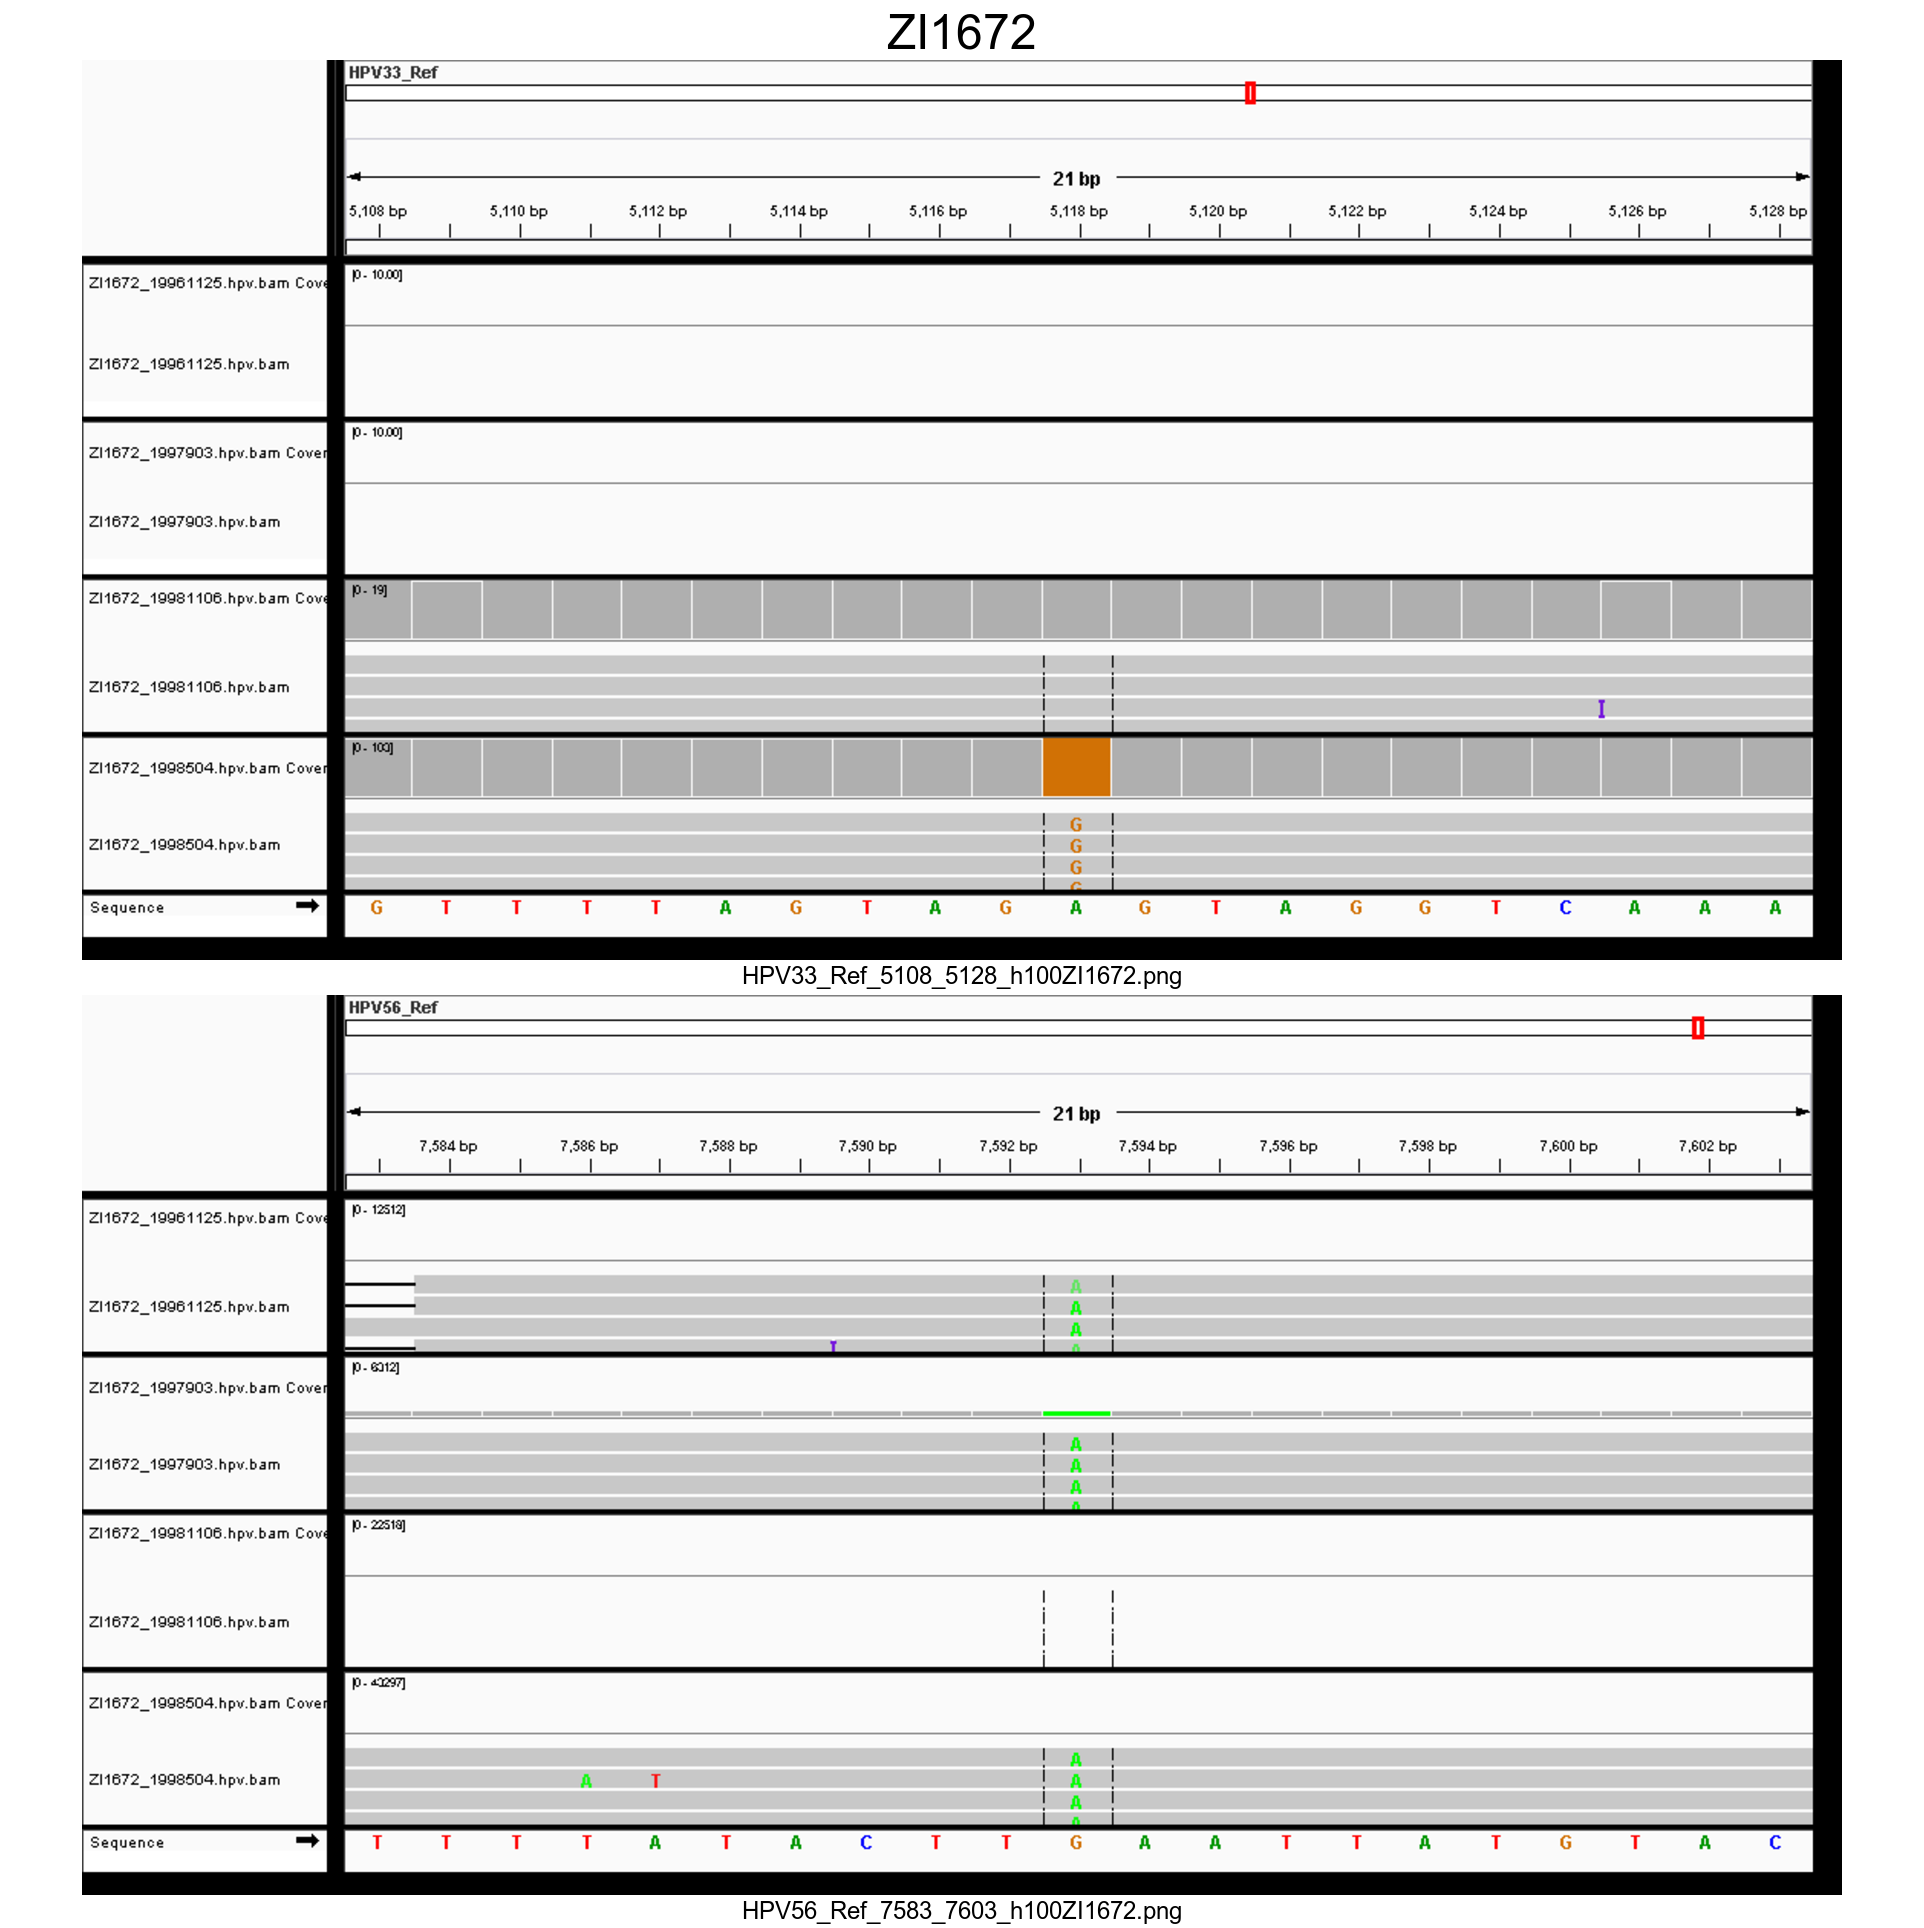 ZI1672
HPV33_Ref
21 bp
5,108 bp 5,110 bp 5,112 bp 5,114 bp 5,116 bp 5,118 bp 5,120 bp 5,122 bp 5,124 bp 5,126 bp 5,128 bp
[0 - 10.00]
ZI1672_19961125.hpv.bam Cove
ZI1672_19961125.hpv.bam
[0 - 10.00]
ZI1672_1997903.hpv.bam Cover
ZI1672_1997903.hpv.bam
[0 - 19]
ZI1672_19981106.hpv.bam Cove
ZI1672_19981106.hpv.bam
I
[0 - 103]
ZI1672_1998504.hpv.bam Cover
G
G
ZI1672_1998504.hpv.bam
G
G
Sequence G T T T T A G T A G A G T A G G T C A A A
HPV33_Ref_5108_5128_h100ZI1672.png
HPV56_Ref
21 bp
7,584 bp 7,586 bp 7,588 bp 7,590 bp 7,592 bp 7,594 bp 7,596 bp 7,598 bp 7,600 bp 7,602 bp
[0 - 12512]
ZI1672_19961125.hpv.bam Cove
A
ZI1672_19961125.hpv.bam A
A
I A
[0 - 6312]
ZI1672_1997903.hpv.bam Cover
A
ZI1672_1997903.hpv.bam A
A
A
[0 - 22518]
ZI1672_19981106.hpv.bam Cove
ZI1672_19981106.hpv.bam
ZI1672_1998504.hpv.bam Cover
A
ZI1672_1998504.hpv.bam A T A
A
A
Sequence T T T T A T A C T T G A A T T A T G T A C
HPV56_Ref_7583_7603_h100ZI1672.png